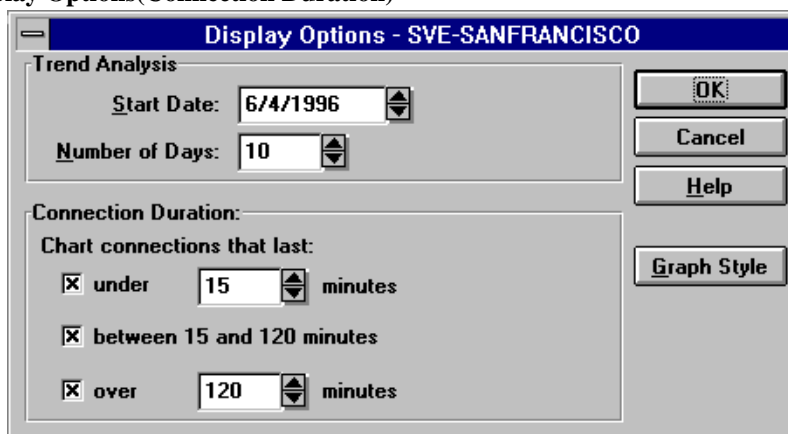 lay Options(Connection Duration)
Display Options - SVE-SANFRANCISCO
Trend Analysis
Start Date: 6/4/1996
Number of Days: 10
OK
Cancel
Help
Connection Duration:
Chart connections that last:
under 15 minutes
between 15 and 120 minutes
over 120 minutes
Graph Style